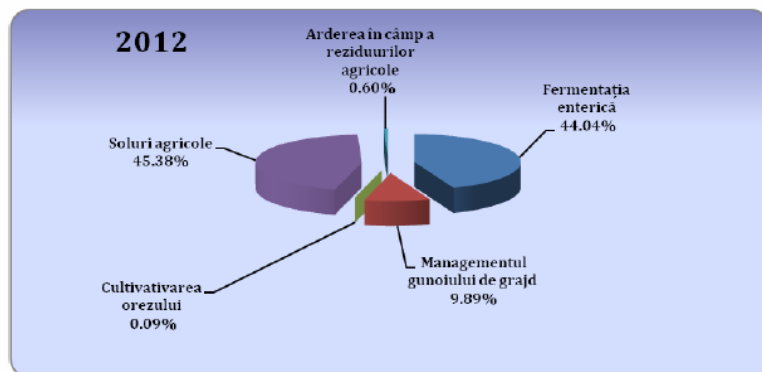 2012
Arderea în câmp a
reziduurilor
agricole
0.60%
Fermentația
enterică
44.04%
Soluri agricole
45.38%
Managementul
gunoiului de grajd
9.89%
Cultivativarea
orezului
0.09%